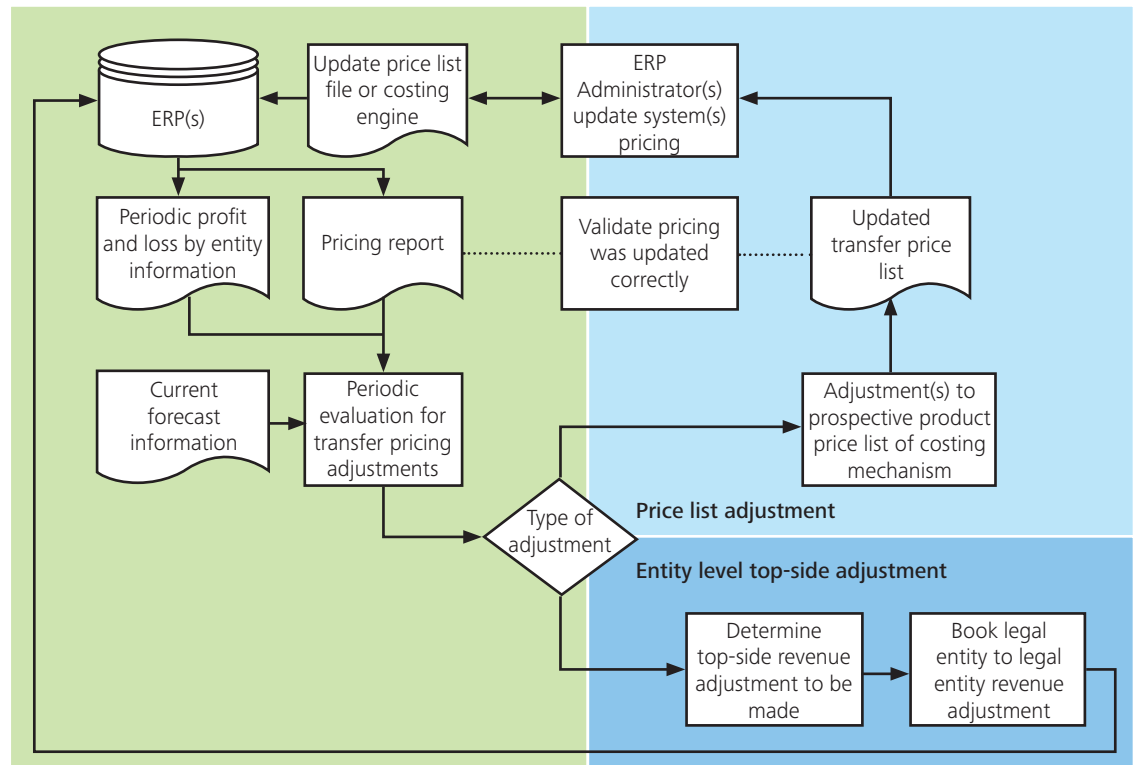 ERP(s)
Update price list
file or costing
engine
ERP
Administrator(s)
update system(s)
pricing
Periodic profit
and loss by entity
information
Pricing report
Validate pricing
was updated
correctly
Updated
transfer price
list
Current
forecast
information
Periodic
evaluation for
transfer pricing
adjustments
Adjustment(s) to
prospective product
price list of costing
mechanism
Type of
adjustment
Price list adjustment
Entity level top-side adjustment
Determine
top-side revenue
adjustment to be
made
Book legal
entity to legal
entity revenue
adjustment